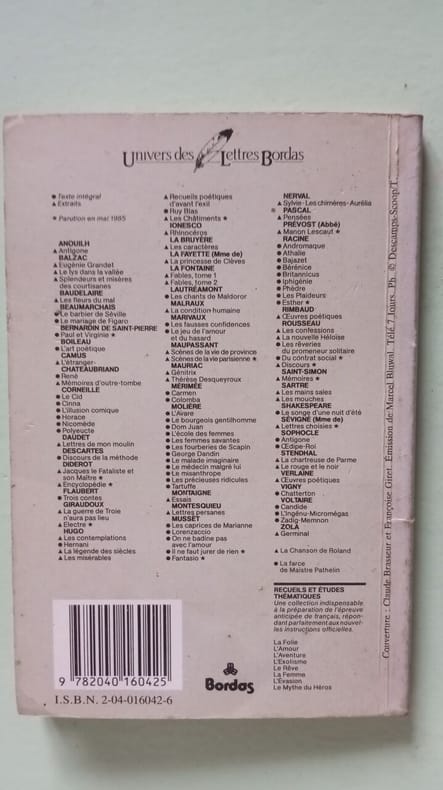 Univers des Lettres Bordas
● Texte intégral
▲ Extraits
★ Parution en mai 1985
ANOUILH
▲ Antigone
BALZAC
▲ Eugénie Grandet
▲ Le lys dans la vallée
▲ Splendeurs et misères
des courtisanes
BAUDELAIRE
▲ Les fleurs du mal
BEAUMARCHAIS
● Le barbier de Séville
● Le mariage de Figaro
BERNARDIN DE SAINT-PIERRE
● Paul et Virginie ★
BOILEAU
● L'art poétique
CAMUS
▲ L'étranger
CHATEAUBRIAND
● René
▲ Mémoires d'outre-tombe
CORNEILLE
● Le Cid
● Cinna
● L'illusion comique
● Horace
● Nicomède
● Polyeucte
DAUDET
▲ Lettres de mon moulin
DESCARTES
● Discours de la méthode
DIDEROT
▲ Jacques le Fataliste et
son Maître ★
▲ Encyclopédie ★
FLAUBERT
● Trois contes
GIRAUDOUX
▲ La guerre de Troie
n'aura pas lieu
▲ Electre ★
HUGO
▲ Les contemplations
● Hernani
▲ La légende des siècles
▲ Les misérables
▲ Recueils poétiques
d'avant l'exil
● Ruy Blas
▲ Les Châtiments ★
IONESCO
▲ Rhinocéros
LA BRUYÈRE
▲ Les caractères
LA FAYETTE (Mme de)
▲ La princesse de Clèves
LA FONTAINE
▲ Fables, tome 1
▲ Fables, tome 2
LAUTRÉAMONT
● Les chants de Maldoror
MALRAUX
▲ La condition humaine
MARIVAUX
● Les fausses confidences
● Le jeu de l'amour
et du hasard
MAUPASSANT
▲ Scènes de la vie de province
▲ Scènes de la vie parisienne ★
MAURIAC
▲ Génitrix
▲ Thérèse Desqueyroux
MÉRIMÉE
● Carmen
● Colomba
MOLIÈRE
● L'Avare
● Le bourgeois gentilhomme
● Dom Juan
● L'école des femmes
● Les femmes savantes
● Les fourberies de Scapin
● George Dandin
● Le malade imaginaire
● Le médecin malgré lui
● Le misanthrope
● Les précieuses ridicules
● Tartuffe
MONTAIGNE
▲ Essais
MONTESQUIEU
▲ Lettres persanes
MUSSET
● Les caprices de Marianne
● Lorenzaccio
● On ne badine pas
avec l'amour
● Il ne faut jurer de rien ★
● Fantasio ★
NERVAL
▲ Sylvie - Les chimères - Aurélia
PASCAL
▲ Pensées
PRÉVOST (Abbé)
▲ Manon Lescaut ★
RACINE
● Andromaque
● Athalie
● Bajazet
● Bérénice
● Britannicus
● Iphigénie
● Phèdre
● Les Plaideurs
● Esther ★
RIMBAUD
▲ Œuvres poétiques
ROUSSEAU
▲ Les confessions
▲ La nouvelle Héloïse
▲ Les rêveries
du promeneur solitaire
▲ Du contrat social ★
▲ Discours ★
SAINT-SIMON
▲ Mémoires ★
SARTRE
▲ Les mains sales
▲ Les mouches
SHAKESPEARE
● Le songe d'une nuit d'été
SÉVIGNÉ (Mme de)
▲ Lettres choisies ★
SOPHOCLE
● Antigone
● Œdipe-Roi
STENDHAL
▲ La chartreuse de Parme
▲ Le rouge et le noir
VERLAINE
▲ Œuvres poétiques
VIGNY
● Chatterton
VOLTAIRE
● Candide
● L'Ingénu-Micromégas
● Zadig-Memnon
ZOLA
▲ Germinal
▲ La Chanson de Roland
● La farce
de Maistre Pathelin
RECUEILS ET ÉTUDES
THÉMATIQUES
Une collection indispensable
à la préparation de l'épreuve
anticipée de français, répon-
dant parfaitement aux nouvel-
les instructions officielles.
La Folie
L'Amour
L'Aventure
L'Exotisme
Le Rêve
La Femme
L'Évasion
Le Mythe du Héros
9 782040 160425
I.S.B.N. 2-04-016042-6
Bordas
Couverture : Claude Brasseur et Françoise Giret. Émission de Marcel Bluwal. Télé 7 Jours. Ph. © Descamps-Scoop/T.